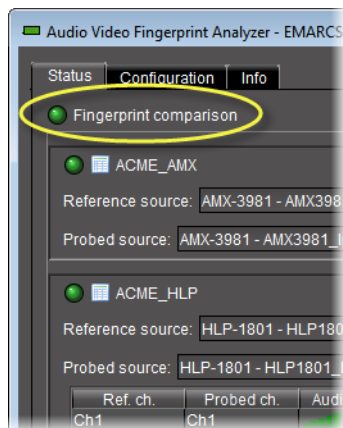 Audio Video Fingerprint Analyzer - EMARCS
Status Configuration Info
Fingerprint comparison
ACME_AMX
Reference source: AMX-3981 - AMX398
Probed source: AMX-3981 - AMX3981_
ACME_HLP
Reference source: HLP-1801 - HLP180
Probed source: HLP-1801 - HLP1801_
Ref. ch. Probed ch. Audi
Ch1 Ch1